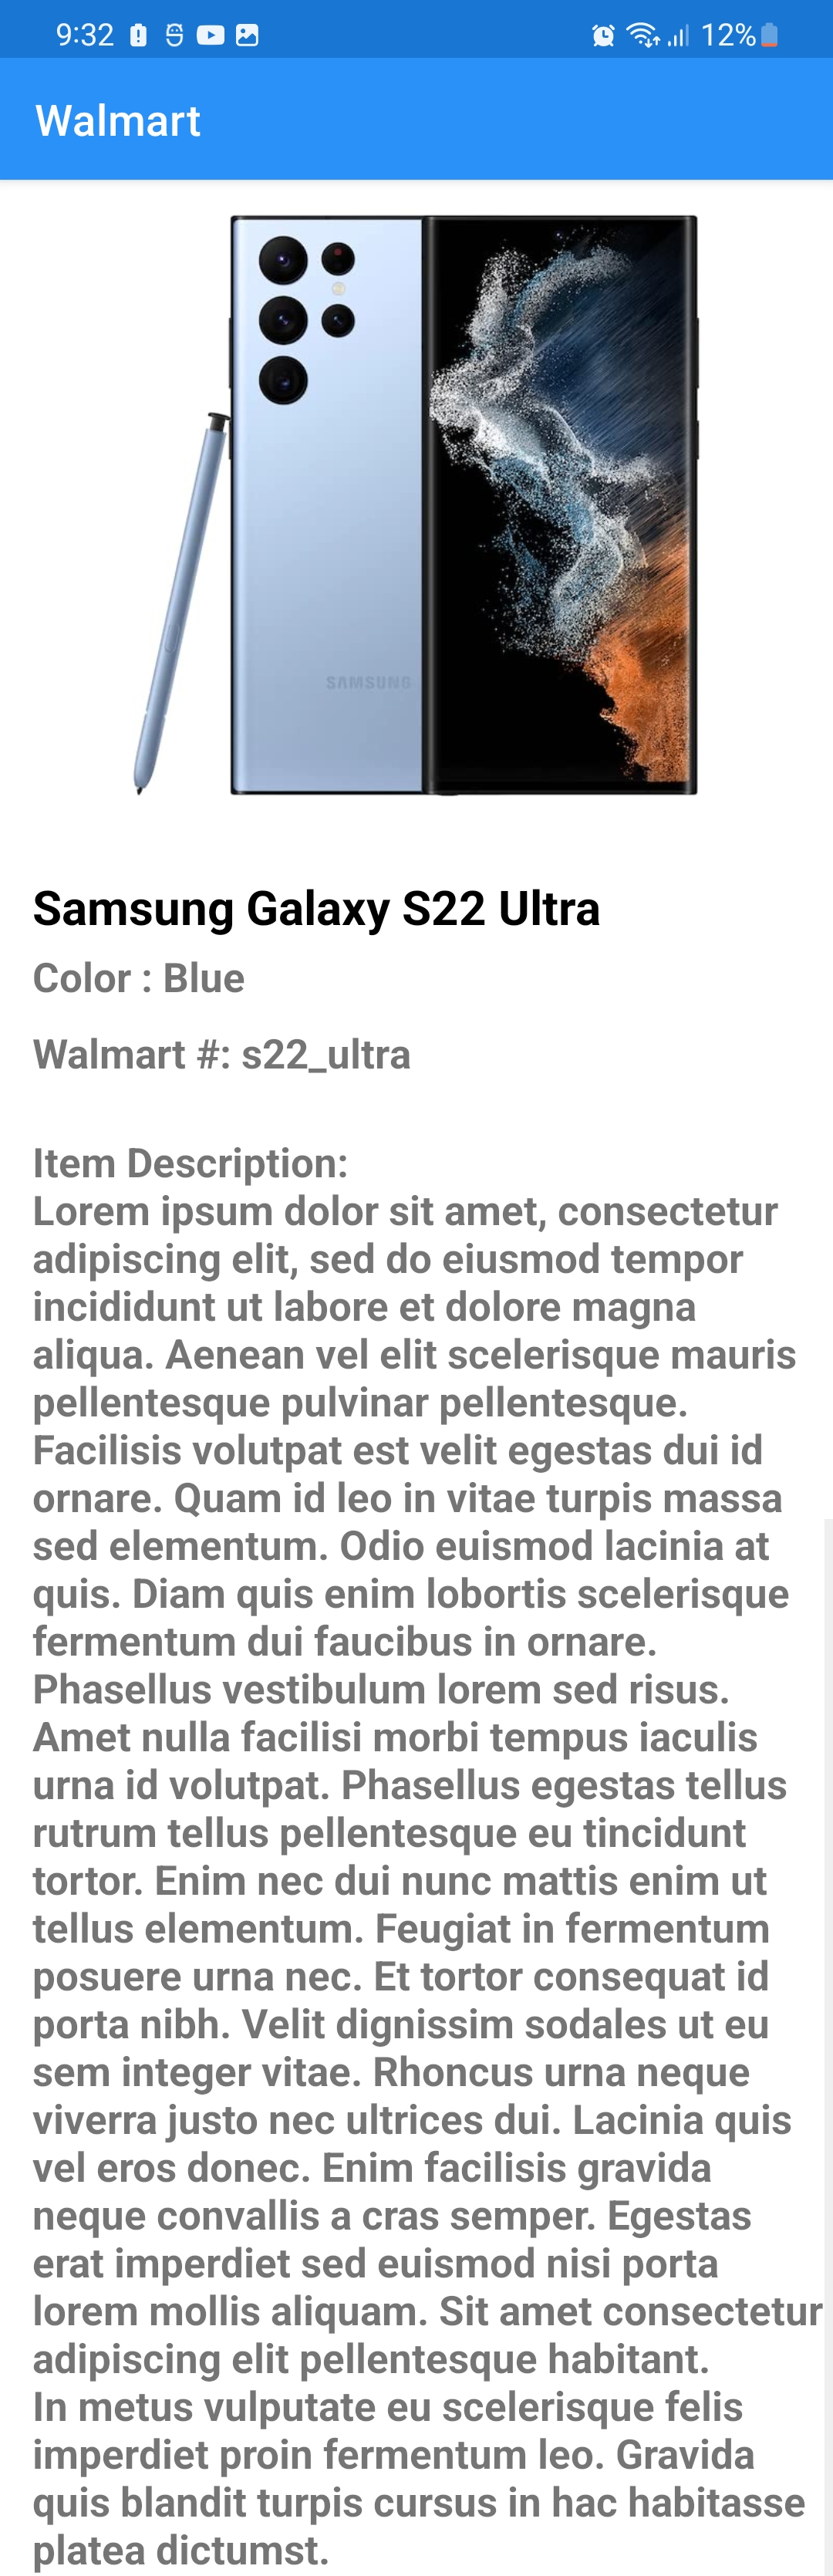 9:32 12%
Walmart
SAMSUNG
Samsung Galaxy S22 Ultra
Color : Blue
Walmart #: s22_ultra
Item Description:
Lorem ipsum dolor sit amet, consectetur
adipiscing elit, sed do eiusmod tempor
incididunt ut labore et dolore magna
aliqua. Aenean vel elit scelerisque mauris
pellentesque pulvinar pellentesque.
Facilisis volutpat est velit egestas dui id
ornare. Quam id leo in vitae turpis massa
sed elementum. Odio euismod lacinia at
quis. Diam quis enim lobortis scelerisque
fermentum dui faucibus in ornare.
Phasellus vestibulum lorem sed risus.
Amet nulla facilisi morbi tempus iaculis
urna id volutpat. Phasellus egestas tellus
rutrum tellus pellentesque eu tincidunt
tortor. Enim nec dui nunc mattis enim ut
tellus elementum. Feugiat in fermentum
posuere urna nec. Et tortor consequat id
porta nibh. Velit dignissim sodales ut eu
sem integer vitae. Rhoncus urna neque
viverra justo nec ultrices dui. Lacinia quis
vel eros donec. Enim facilisis gravida
neque convallis a cras semper. Egestas
erat imperdiet sed euismod nisi porta
lorem mollis aliquam. Sit amet consectetur
adipiscing elit pellentesque habitant.
In metus vulputate eu scelerisque felis
imperdiet proin fermentum leo. Gravida
quis blandit turpis cursus in hac habitasse
platea dictumst.